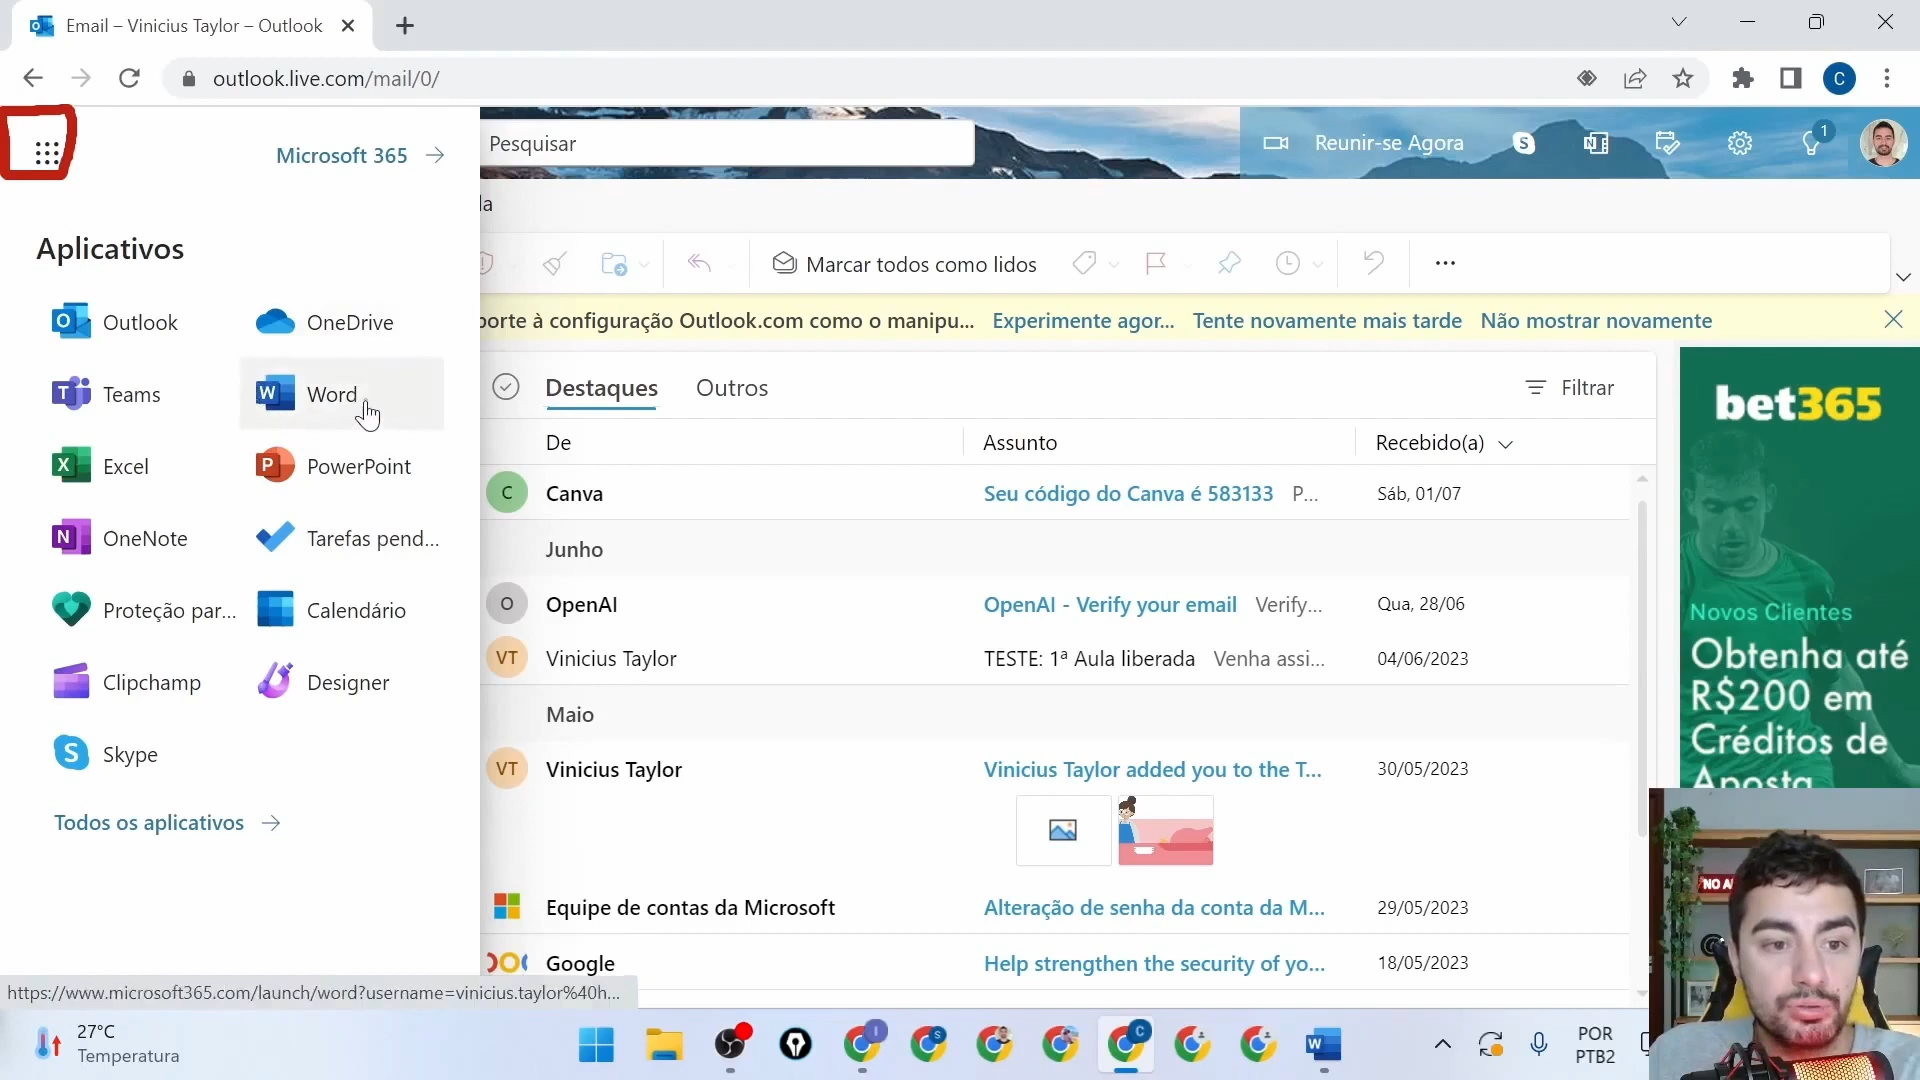 Email – Vinicius Taylor – Outlook
outlook.live.com/mail/0/
C
Microsoft 365
Pesquisar
Reunir-se Agora
S
N
1
la
Aplicativos
Marcar todos como lidos
O Outlook
OneDrive
porte à configuração Outlook.com como o manipu...
Experimente agor...
Tente novamente mais tarde
Não mostrar novamente
T Teams
W Word
Destaques
Outros
Filtrar
bet365
De
Assunto
Recebido(a)
X Excel
P PowerPoint
C
Canva
Seu código do Canva é 583133 P...
Sáb, 01/07
N OneNote
Tarefas pend...
Junho
Proteção par...
Calendário
O
OpenAI
OpenAI - Verify your email Verify...
Qua, 28/06
Novos Clientes
Obtenha até
R$200 em
Créditos de
Aposta
VT
Vinicius Taylor
TESTE: 1ª Aula liberada Venha assi...
04/06/2023
Clipchamp
Designer
Maio
S Skype
VT
Vinicius Taylor
Vinicius Taylor added you to the T...
30/05/2023
Todos os aplicativos
Equipe de contas da Microsoft
Alteração de senha da conta da M...
29/05/2023
NO A
Google
Help strengthen the security of yo...
18/05/2023
https://www.microsoft365.com/launch/word?username=vinicius.taylor%40h...
27°C
Temperatura
I
S
C
W
POR
PTB2